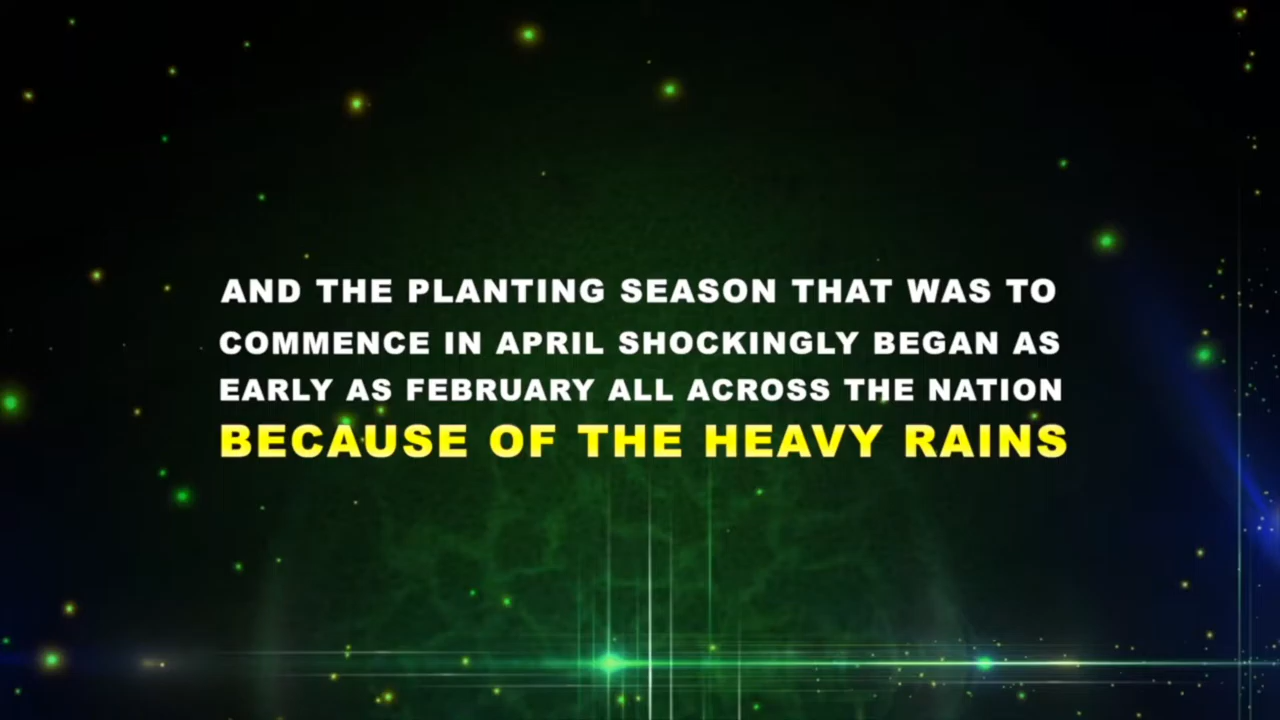 AND THE PLANTING SEASON THAT WAS TO
COMMENCE IN APRIL SHOCKINGLY BEGAN AS
EARLY AS FEBRUARY ALL ACROSS THE NATION
BECAUSE OF THE HEAVY RAINS